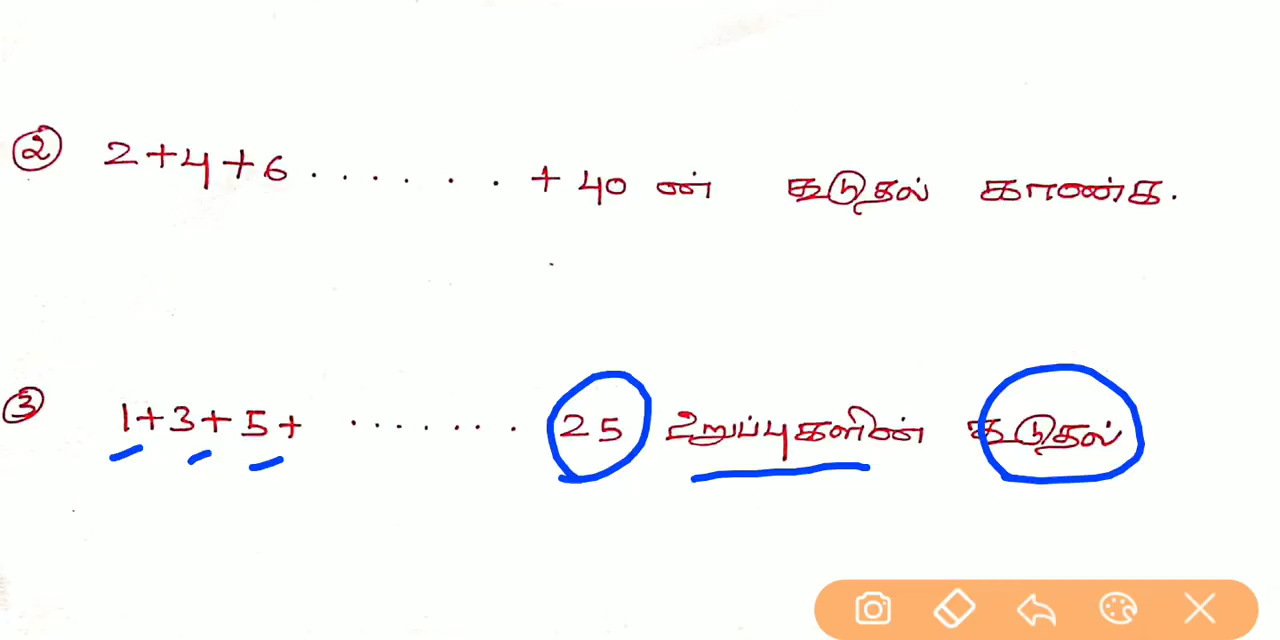 ② 2+4+6.......+40 ன் கூடுதல் காண்க.
③ 1+3+5+ ....... 25 உறுப்புகளின் கூடுதல்